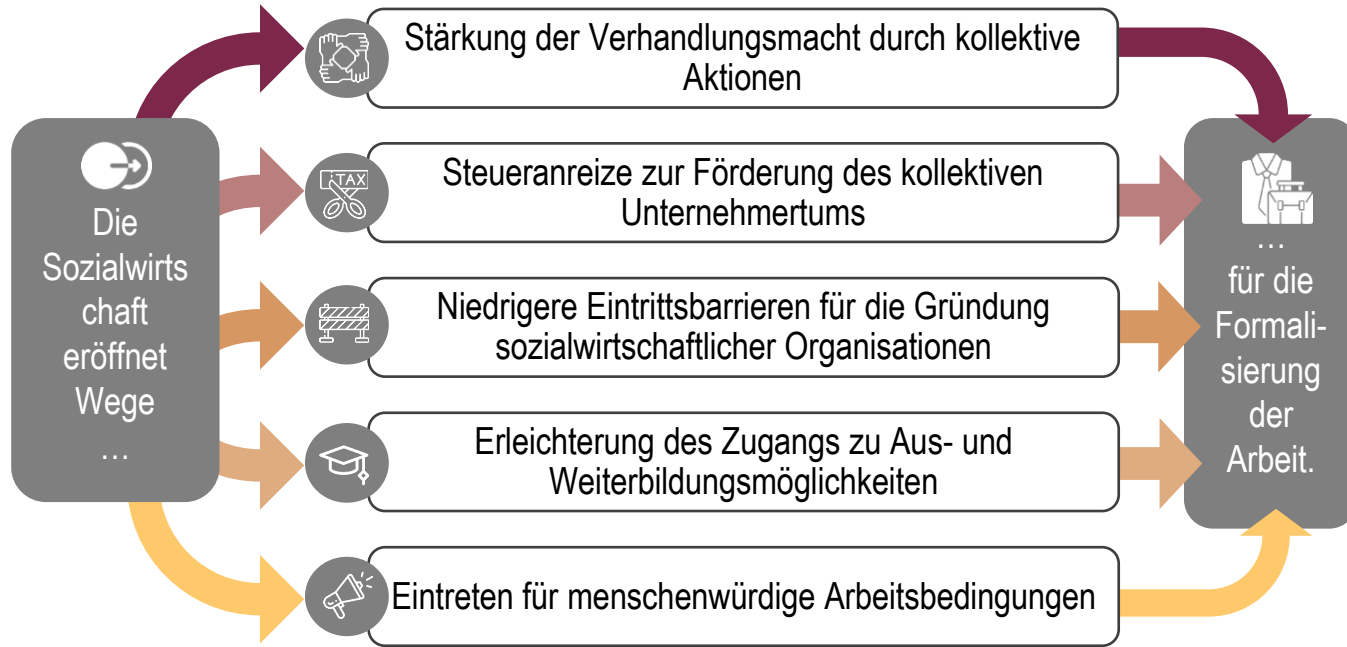 Die
Sozialwirts
chaft
eröffnet
Wege
…
Stärkung der Verhandlungsmacht durch kollektive
Aktionen
TAX
Steueranreize zur Förderung des kollektiven
Unternehmertums
Niedrigere Eintrittsbarrieren für die Gründung
sozialwirtschaftlicher Organisationen
Erleichterung des Zugangs zu Aus- und
Weiterbildungsmöglichkeiten
Eintreten für menschenwürdige Arbeitsbedingungen
…
für die
Formali-
sierung
der
Arbeit.